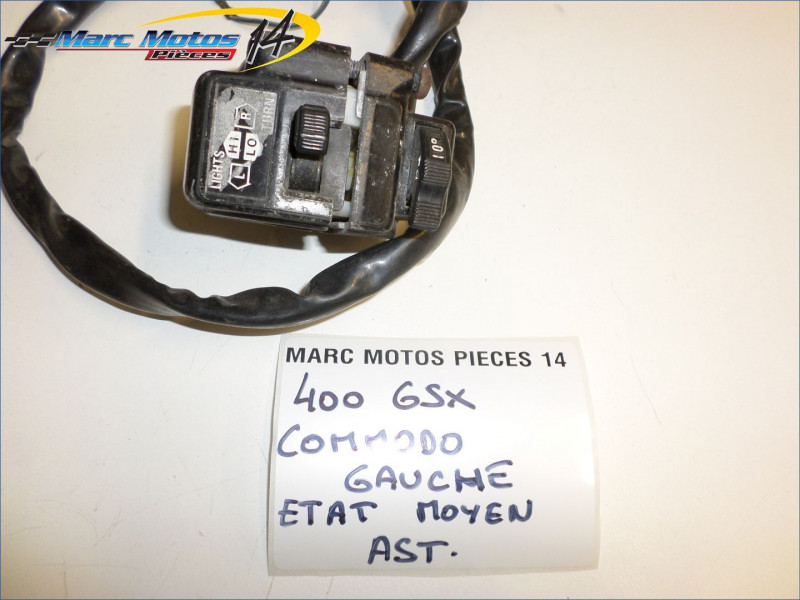 Marc Motos 14
Pièces
LIGHTS
HI
LO
L
R
TURN
10°
MARC MOTOS PIECES 14
400 GSX
COMMODO
GAUCHE
ETAT MOYEN
AST.